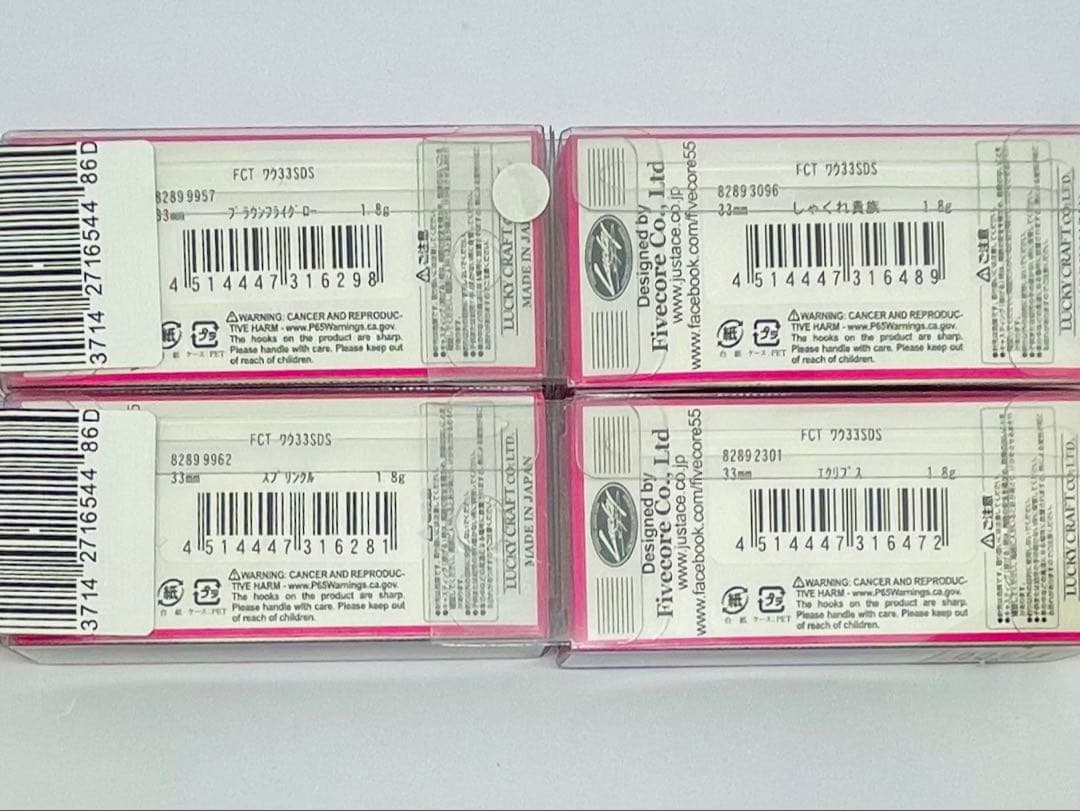 3714 2716544 86D
FCT ワウ33SDS
8289 9957
33mm ブラウンフライグロー 1.8g
4 514447 316298
⚠WARNING: CANCER AND REPRODUC-
TIVE HARM - www.P65Warnings.ca.gov.
The hooks on the product are sharp.
Please handle with care. Please keep out
of reach of children.
紙 プラ
台 紙 ケース:PET
⚠ご注意
LUCKY CRAFT CO.LTD.
MADE IN JAPAN
Designed by
Fivecore Co., Ltd
www.justace.co.jp
www.facebook.com/fivecore55
FCT ワウ33SDS
8289 3096
33mm しゃくれ貴族 1.8g
4 514447 316489
⚠WARNING: CANCER AND REPRODUC-
TIVE HARM - www.P65Warnings.ca.gov.
The hooks on the product are sharp.
Please handle with care. Please keep out
of reach of children.
紙 プラ
台 紙 ケース:PET
⚠ご注意
LUCKY CRAFT CO.LTD.
3714 2716544 86D
FCT ワウ33SDS
8289 9962
33mm スプリンクル 1.8g
4 514447 316281
⚠WARNING: CANCER AND REPRODUC-
TIVE HARM - www.P65Warnings.ca.gov.
The hooks on the product are sharp.
Please handle with care. Please keep out
of reach of children.
紙 プラ
台 紙 ケース:PET
LUCKY CRAFT CO.LTD.
MADE IN JAPAN
Designed by
Fivecore Co., Ltd
www.justace.co.jp
www.facebook.com/fivecore55
FCT ワウ33SDS
8289 2301
33mm エクリプス 1.8g
4 514447 316472
⚠WARNING: CANCER AND REPRODUC-
TIVE HARM - www.P65Warnings.ca.gov.
The hooks on the product are sharp.
Please handle with care. Please keep out
of reach of children.
紙 プラ
台 紙 ケース:PET
⚠ご注意
LUCKY CRAFT CO.LTD.